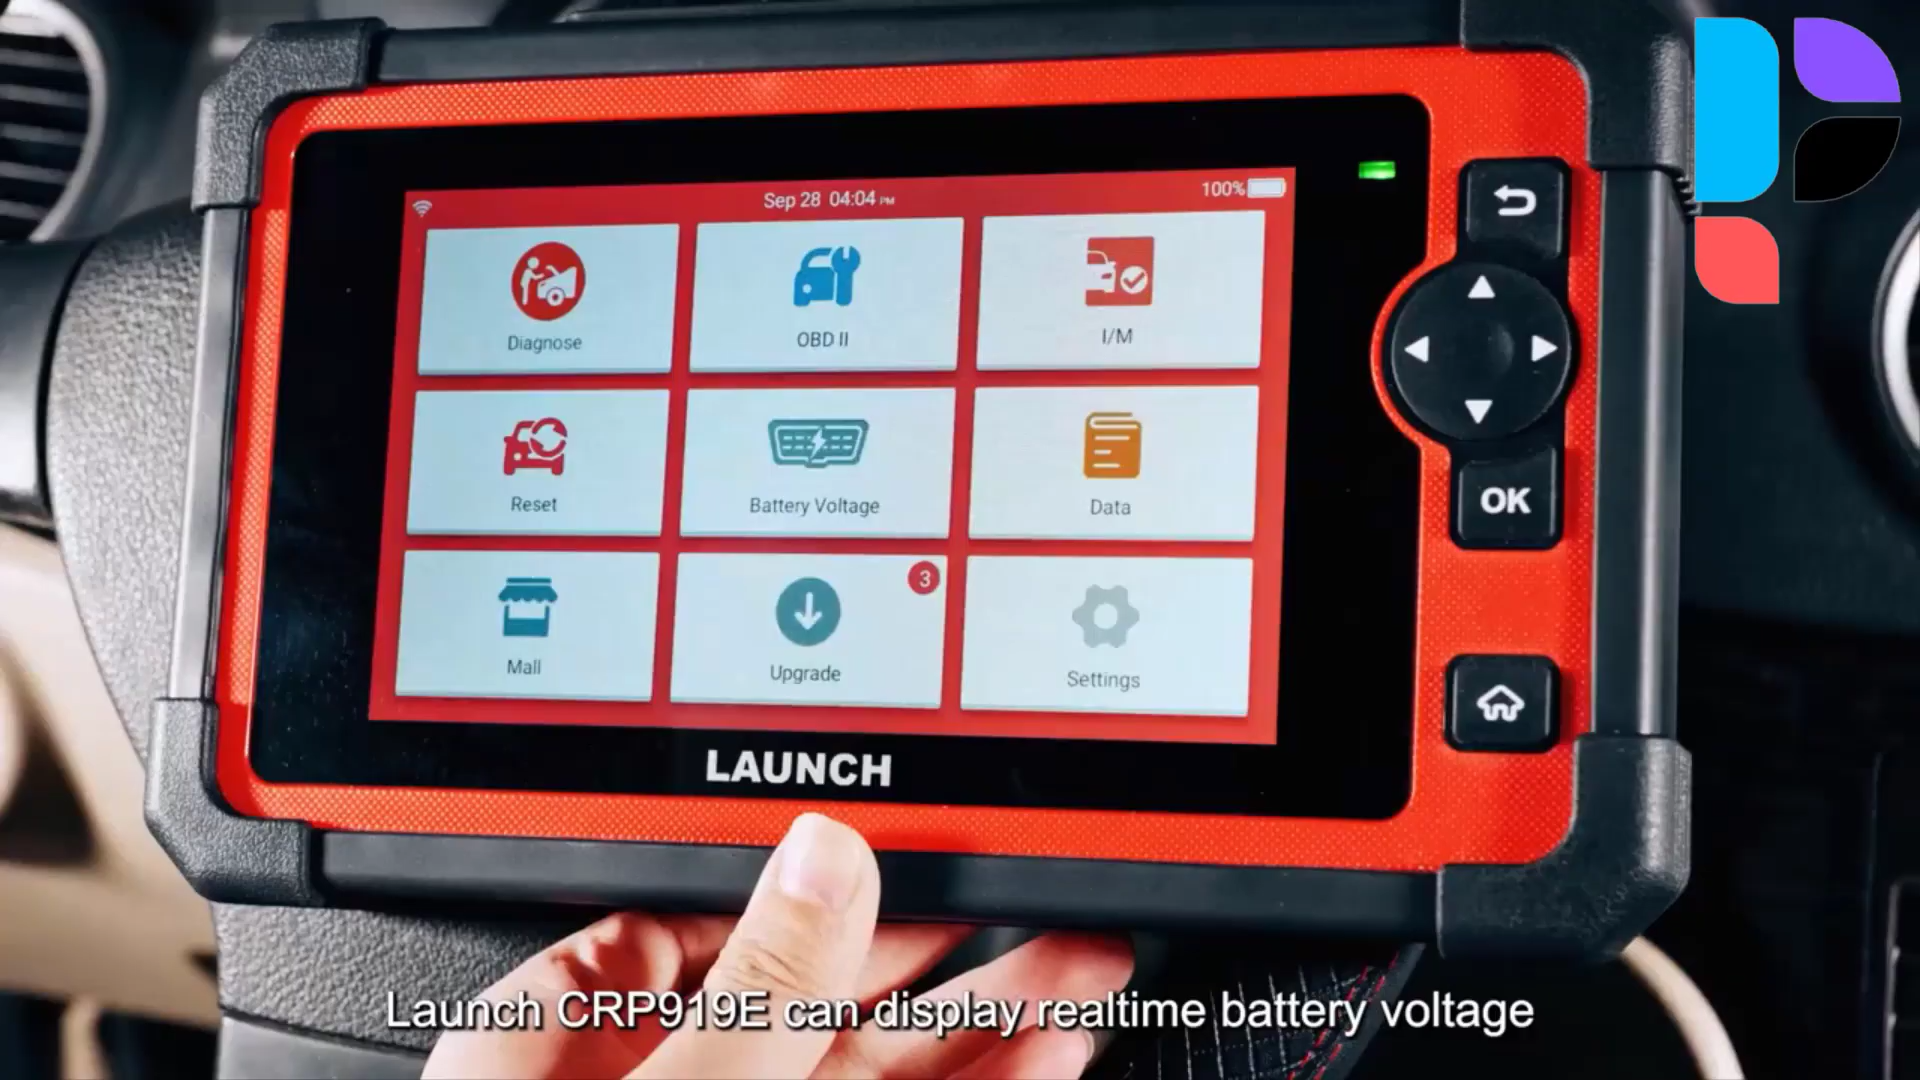 Sep 28 04:04 PM
100%
Diagnose
OBD II
I/M
Reset
Battery Voltage
Data
Mall
3
Upgrade
Settings
OK
LAUNCH
Launch CRP919E can display realtime battery voltage